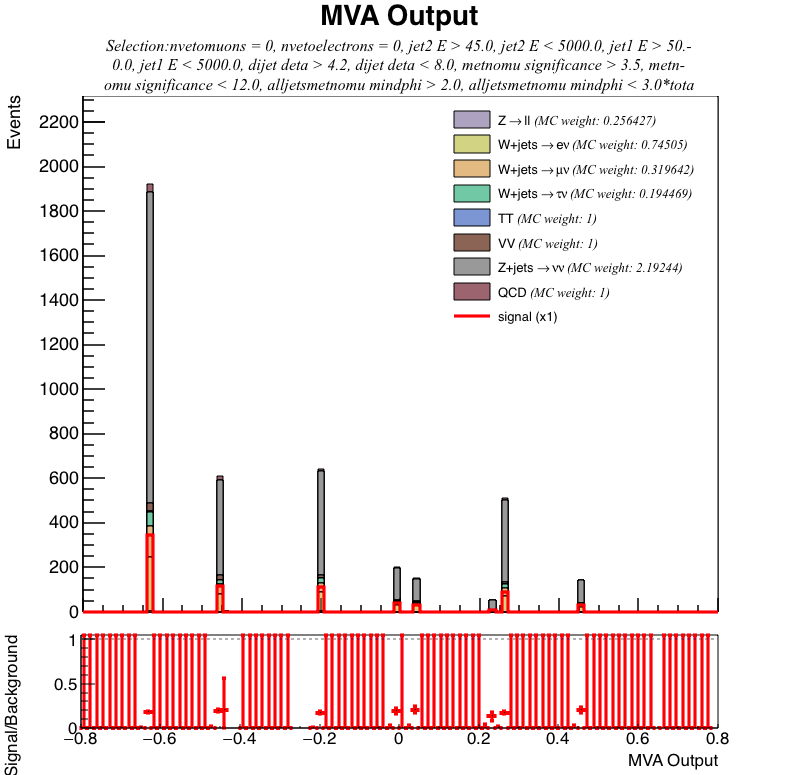 MVA Output
Selection:nvetomuons = 0, nvetoelectrons = 0, jet2 E > 45.0, jet2 E < 5000.0, jet1 E > 50.-
0.0, jet1 E < 5000.0, dijet deta > 4.2, dijet deta < 8.0, metnomu significance > 3.5, metn-
omu significance < 12.0, alljetsmetnomu mindphi > 2.0, alljetsmetnomu mindphi < 3.0*tota
Events
2200
2000
1800
1600
1400
1200
1000
800
600
400
200
0
Z→ll (MC weight: 0.256427)
W+jets→eν (MC weight: 0.74505)
W+jets→μν (MC weight: 0.319642)
W+jets→τν (MC weight: 0.194469)
TT (MC weight: 1)
VV (MC weight: 1)
Z+jets→νν (MC weight: 2.19244)
QCD (MC weight: 1)
signal (x1)
Signal/Background
1
0.5
0
−0.8 −0.6 −0.4 −0.2 0 0.2 0.4 0.6 0.8
MVA Output